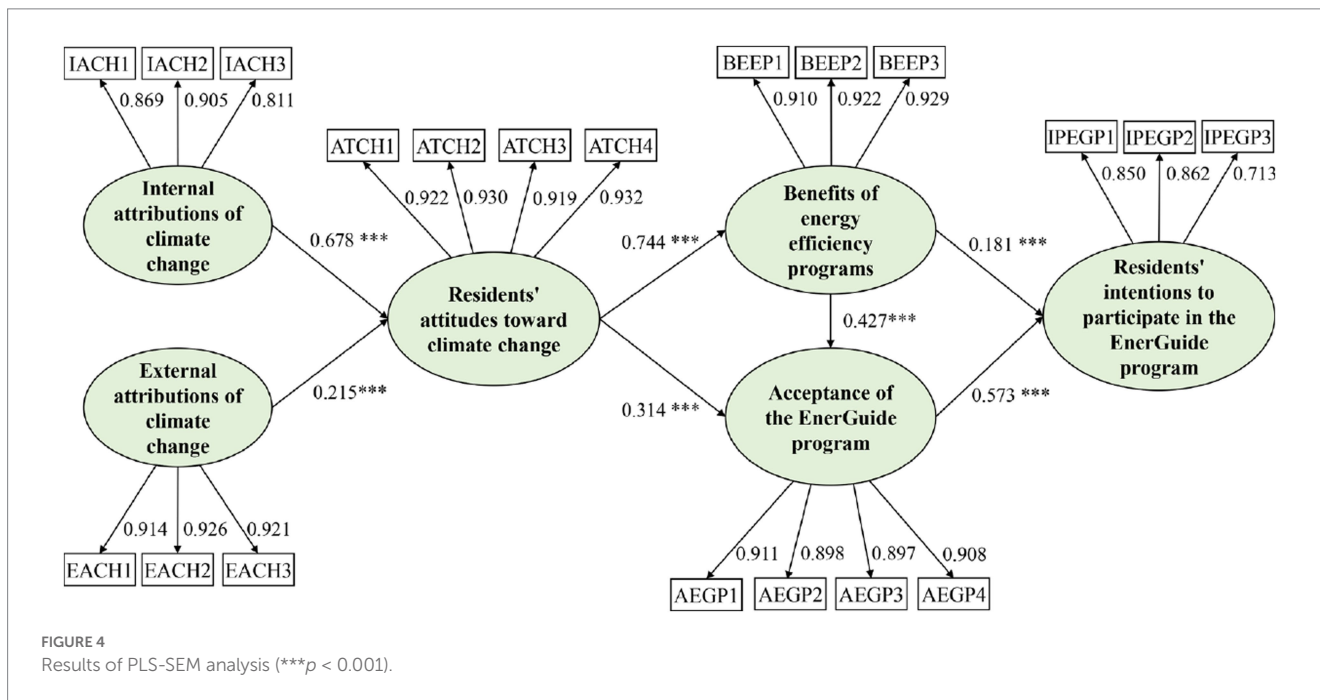 IACH1 IACH2 IACH3
0.869 0.905 0.811
Internal
attributions of
climate
change
0.678 ***
External
attributions of
climate
change
0.215***
0.914 0.926 0.921
EACH1 EACH2 EACH3
ATCH1 ATCH2 ATCH3 ATCH4
0.922 0.930 0.919 0.932
Residents'
attitudes toward
climate change
0.744 ***
0.314 ***
BEEP1 BEEP2 BEEP3
0.910 0.922 0.929
Benefits of
energy
efficiency
programs
0.427***
Acceptance of
the EnerGuide
program
0.911 0.898 0.897 0.908
AEGP1 AEGP2 AEGP3 AEGP4
0.181 ***
0.573 ***
IPEGP1 IPEGP2 IPEGP3
0.850 0.862 0.713
Residents'
intentions to
participate in the
EnerGuide
program
FIGURE 4
Results of PLS-SEM analysis (***p < 0.001).